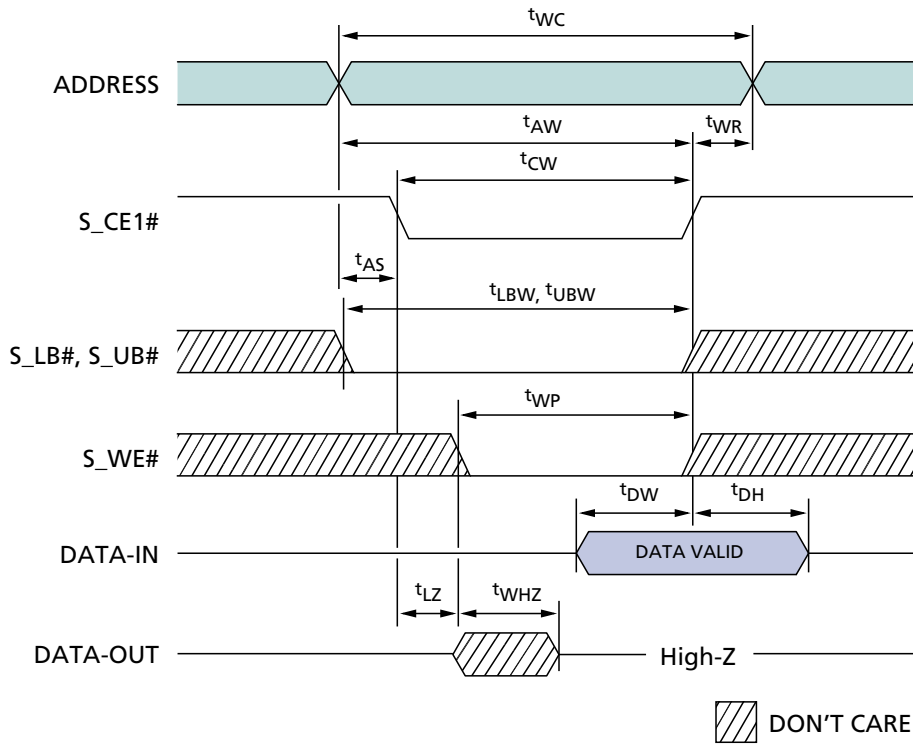 tWC
ADDRESS
tAW
tWR
tCW
S_CE1#
tAS
tLBW, tUBW
S_LB#, S_UB#
tWP
S_WE#
tDW
tDH
DATA-IN
DATA VALID
tLZ
tWHZ
DATA-OUT
High-Z
DON'T CARE